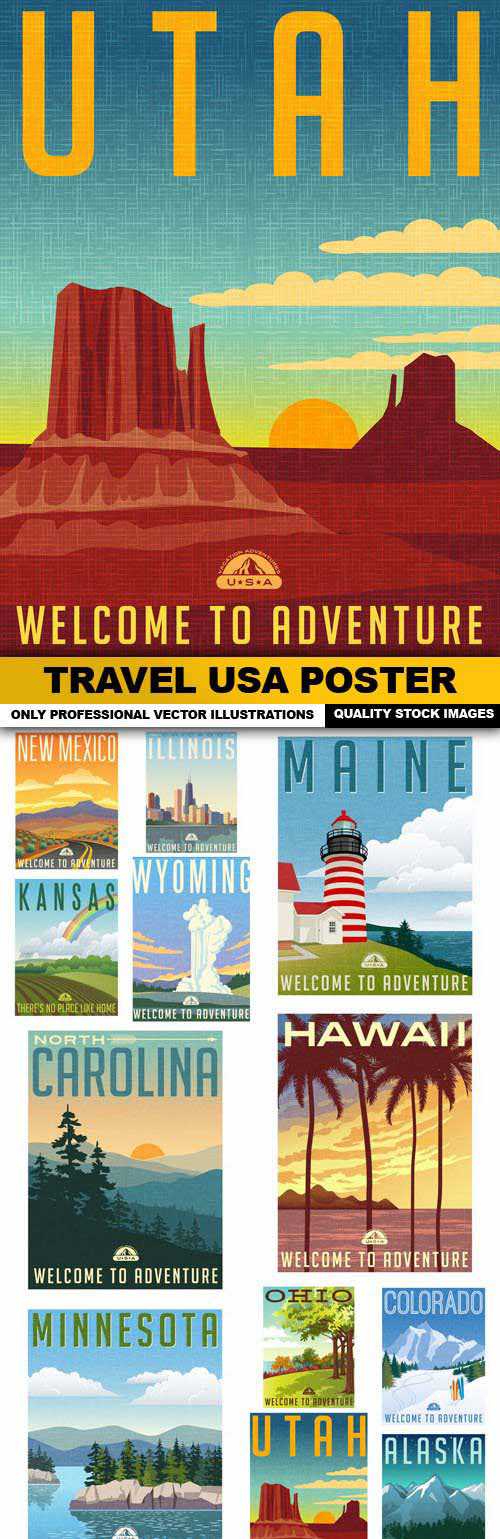 UTAH
VACATION ADVENTURES
U★S★A
WELCOME TO ADVENTURE
TRAVEL USA POSTER
ONLY PROFESSIONAL VECTOR ILLUSTRATIONS
QUALITY STOCK IMAGES
NEW MEXICO
WELCOME TO ADVENTURE
ILLINOIS
WELCOME TO ADVENTURE
MAINE
U★S★A
WELCOME TO ADVENTURE
KANSAS
THERE'S NO PLACE LIKE HOME
WYOMING
WELCOME TO ADVENTURE
NORTH
CAROLINA
U★S★A
WELCOME TO ADVENTURE
HAWAII
U★S★A
WELCOME TO ADVENTURE
MINNESOTA
OHIO
WELCOME TO ADVENTURE
COLORADO
WELCOME TO ADVENTURE
UTAH
ALASKA